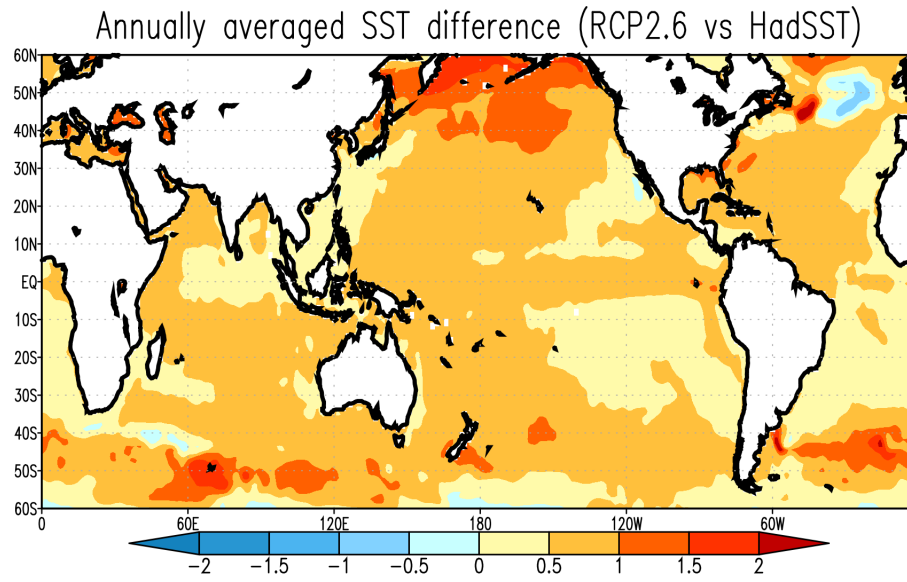 Annually averaged SST difference (RCP2.6 vs HadSST)
60N
50N
40N
30N
20N
10N
EQ
10S
20S
30S
40S
50S
60S
0 60E 120E 180 120W 60W
−2 −1.5 −1 −0.5 0 0.5 1 1.5 2